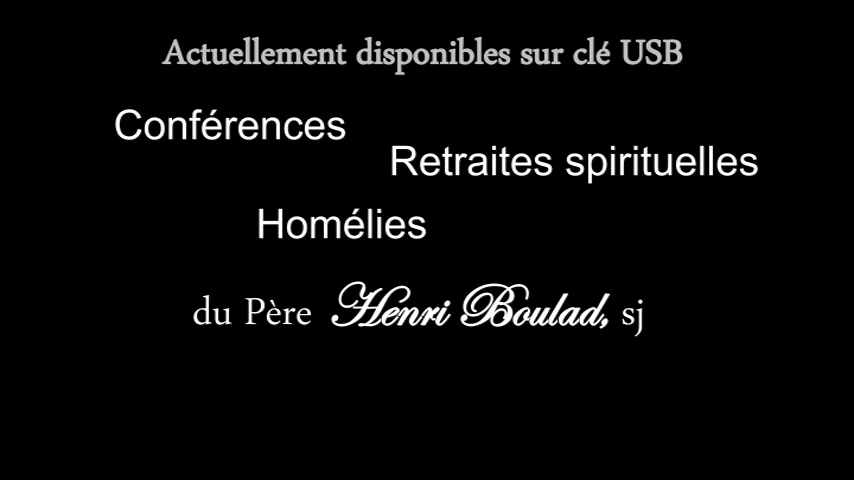 Actuellement disponibles sur clé USB
Conférences
Retraites spirituelles
Homélies
du Père Henri Boulad, sj